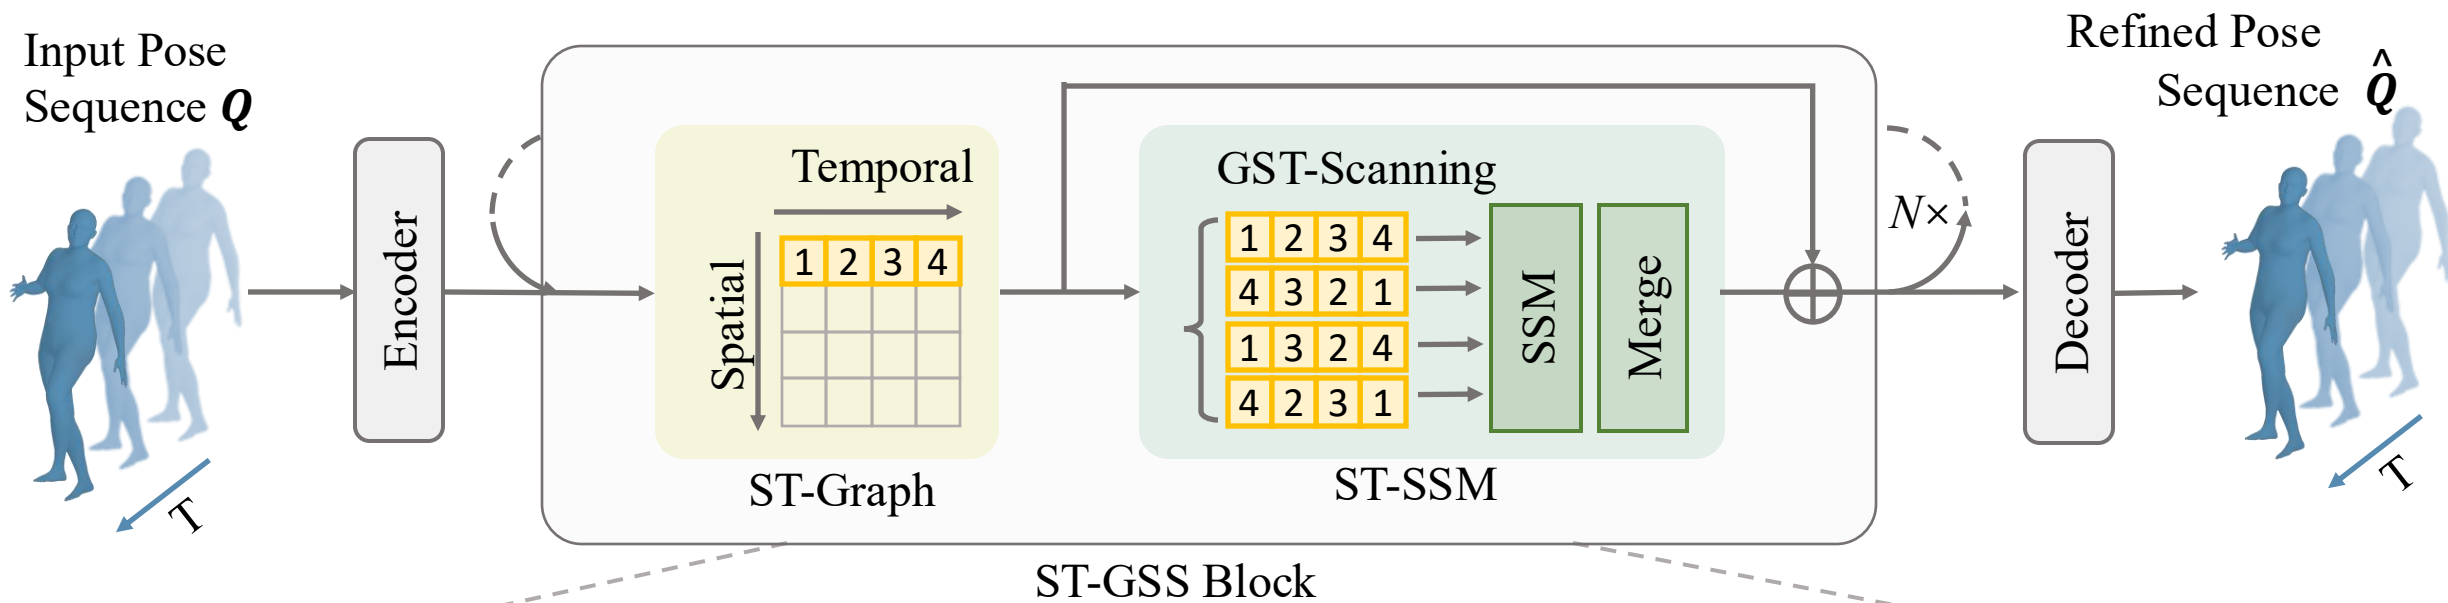 Input Pose
Sequence Q
T
Encoder
Temporal
Spatial
1 2 3 4
ST-Graph
GST-Scanning
1 2 3 4
4 3 2 1
1 3 2 4
4 2 3 1
SSM
Merge
ST-SSM
ST-GSS Block
N×
Decoder
Refined Pose
Sequence Q̂
T